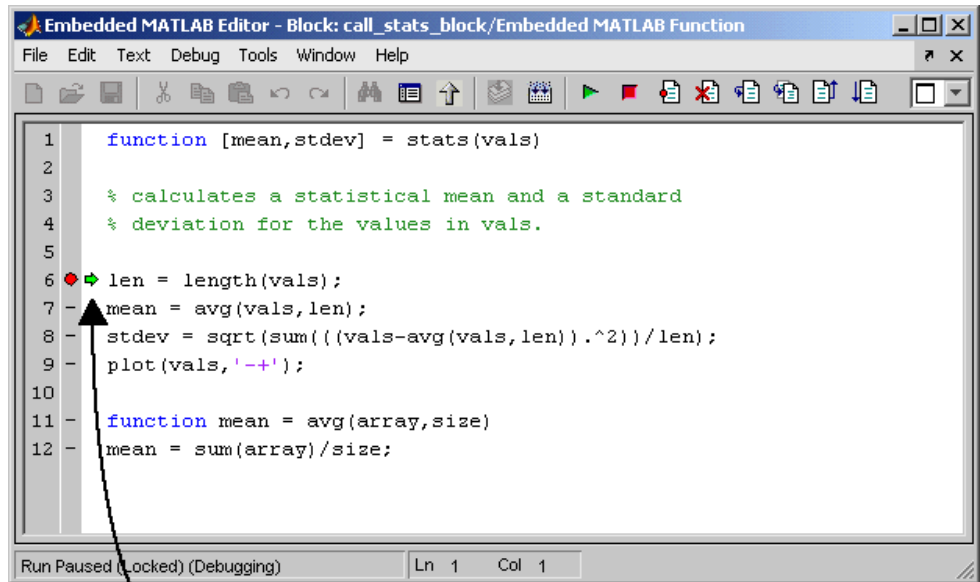 Embedded MATLAB Editor - Block: call_stats_block/Embedded MATLAB Function
File Edit Text Debug Tools Window Help
1 function [mean,stdev] = stats(vals)
2
3 % calculates a statistical mean and a standard
4 % deviation for the values in vals.
5
6 len = length(vals);
7 - mean = avg(vals,len);
8 - stdev = sqrt(sum(((vals-avg(vals,len)).^2))/len);
9 - plot(vals,'-+');
10
11 - function mean = avg(array,size)
12 - mean = sum(array)/size;
Run Paused (Locked) (Debugging) Ln 1 Col 1